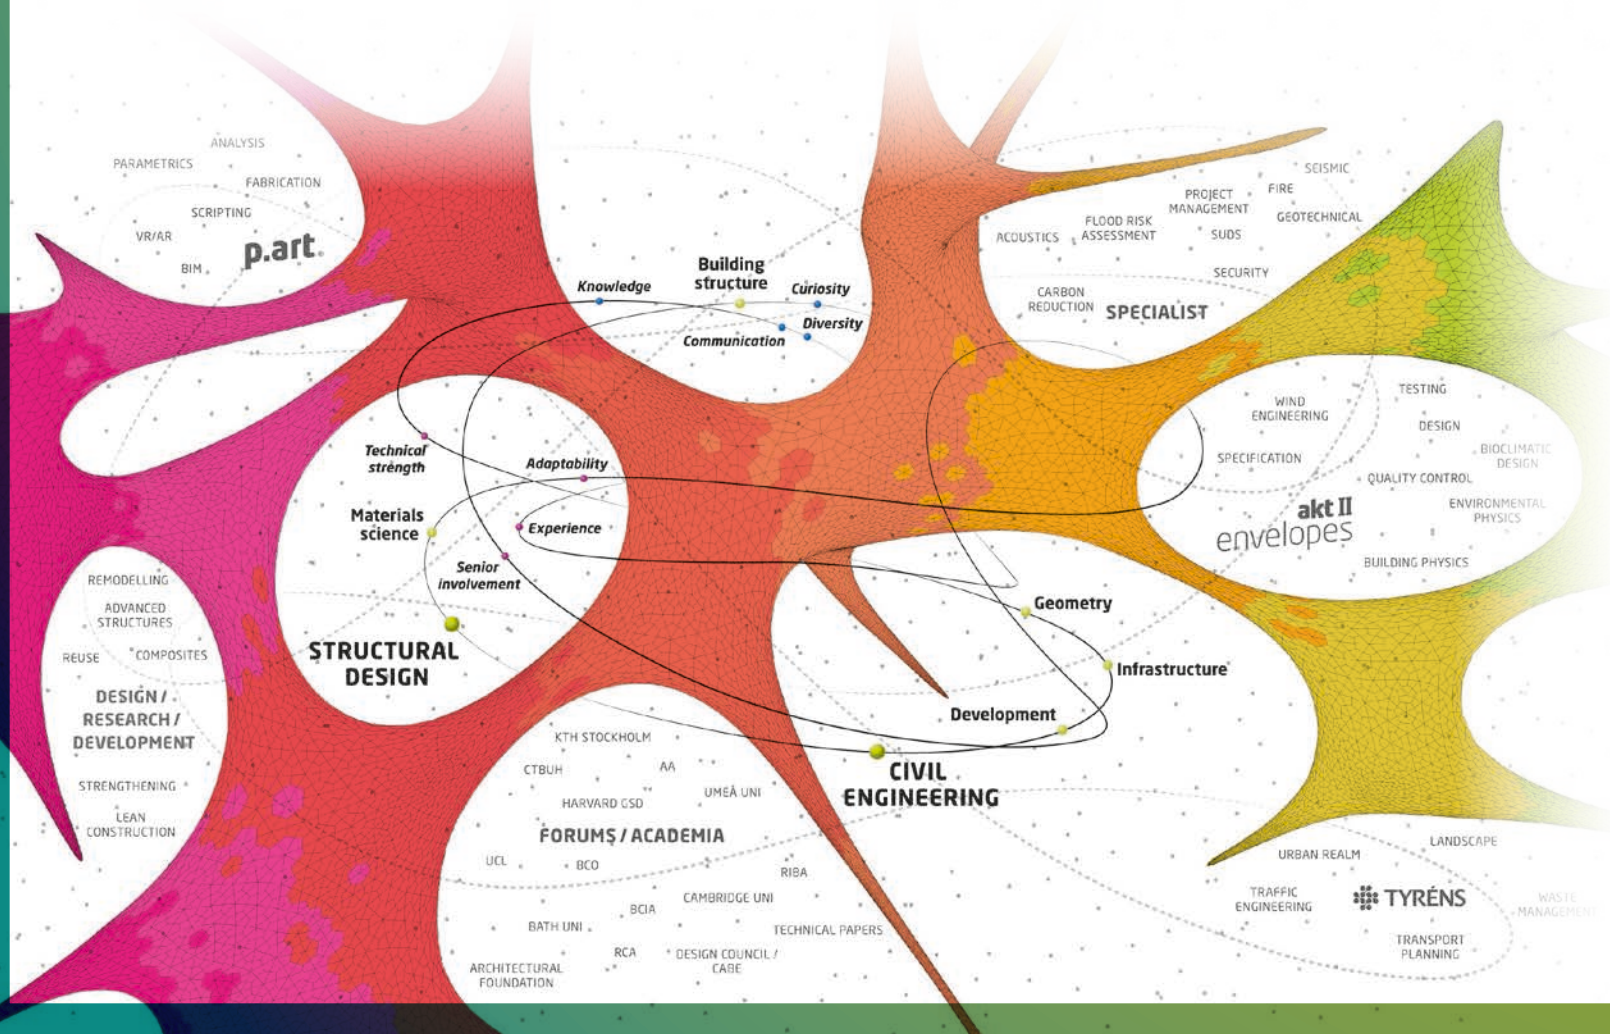 ANALYSIS
PARAMETRICS
FABRICATION
SCRIPTING
VR/AR
p.art
BIM
Knowledge
Building
structure
Curiosity
Diversity
Communication
SEISMIC
FIRE
PROJECT
MANAGEMENT
GEOTECHNICAL
FLOOD RISK
ASSESSMENT
ACOUSTICS
SUDS
SECURITY
CARBON
REDUCTION
SPECIALIST
Technical
strength
Adaptability
Materials
science
Experience
Senior
involvement
STRUCTURAL
DESIGN
TESTING
WIND
ENGINEERING
DESIGN
BIOCLIMATIC
DESIGN
SPECIFICATION
QUALITY CONTROL
akt II
envelopes
ENVIRONMENTAL
PHYSICS
BUILDING PHYSICS
REMODELLING
ADVANCED
STRUCTURES
REUSE
COMPOSITES
DESIGN /
RESEARCH /
DEVELOPMENT
STRENGTHENING
LEAN
CONSTRUCTION
Geometry
Infrastructure
Development
CIVIL
ENGINEERING
KTH STOCKHOLM
CTBUH
AA
HARVARD GSD
UMEÅ UNI
FORUMS / ACADEMIA
UCL
BCO
RIBA
CAMBRIDGE UNI
BCIA
BATH UNI
TECHNICAL PAPERS
RCA
DESIGN COUNCIL /
CABE
ARCHITECTURAL
FOUNDATION
LANDSCAPE
URBAN REALM
TRAFFIC
ENGINEERING
TYRÉNS
WASTE
MANAGEMENT
TRANSPORT
PLANNING